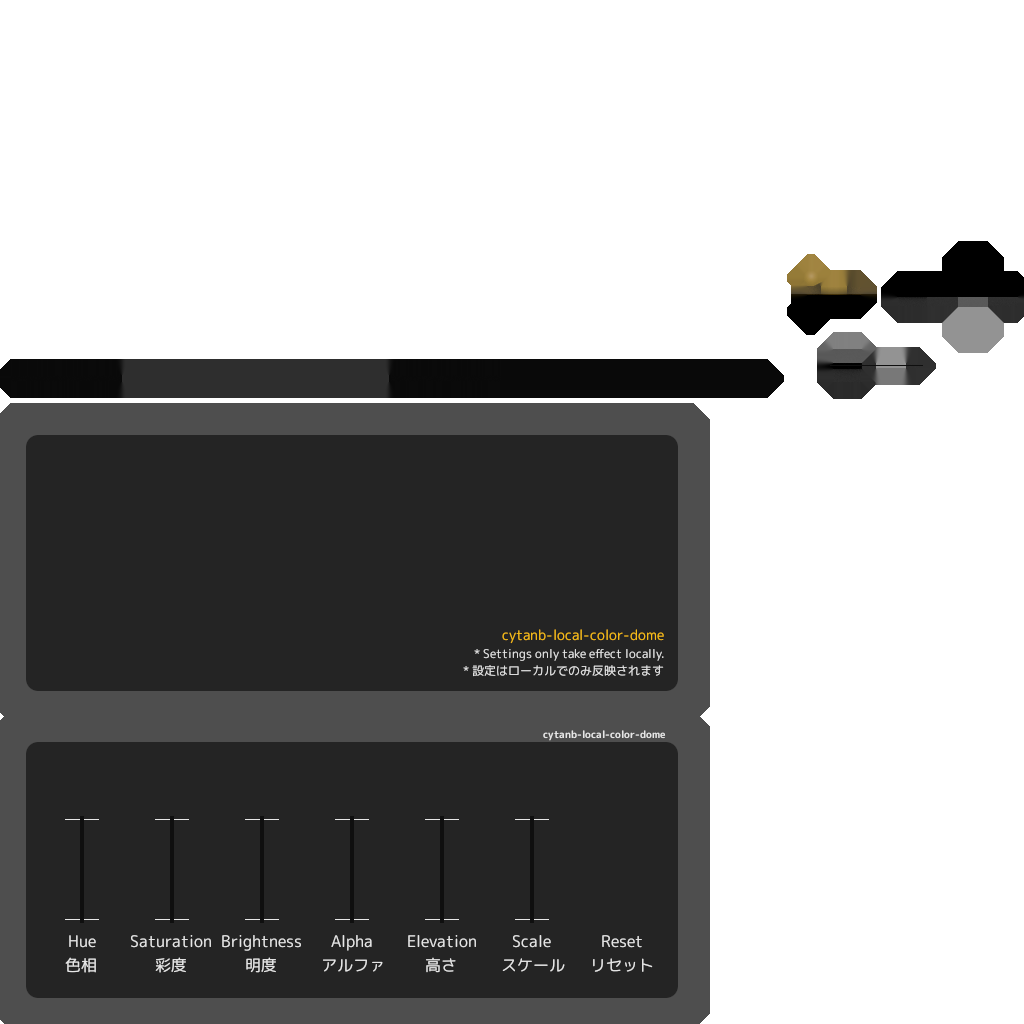 cytanb-local-color-dome
* Settings only take effect locally.
* 設定はローカルでのみ反映されます
cytanb-local-color-dome
Hue Saturation Brightness Alpha Elevation Scale Reset
色相 彩度 明度 アルファ 高さ スケール リセット